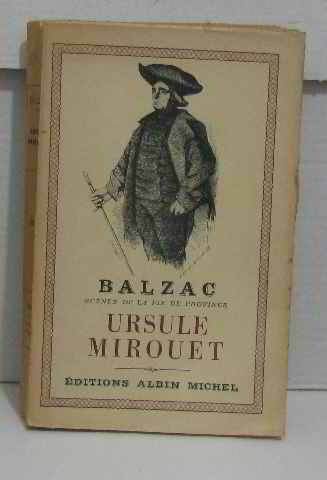 BALZAC
SCÈNES DE LA VIE DE PROVINCE
URSULE
MIROUET
ÉDITIONS ALBIN MICHEL